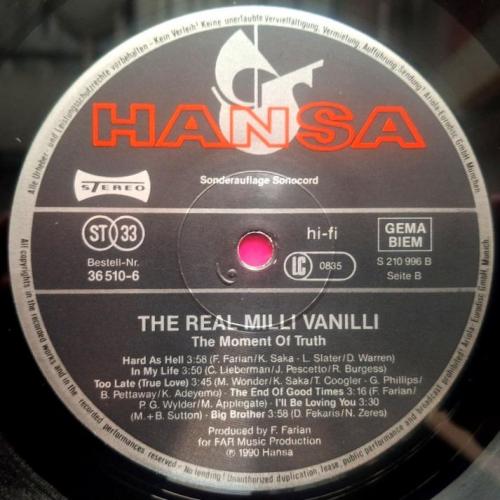 Alle Urheber- und Leistungsschutzrechte vorbehalten - Kein Verleih! Keine unerlaubte Vervielfältigung, Vermietung, Aufführung, Sendung! Ariola-Eurodisc GmbH, München.
HANSA
Sonderauflage Sonocord
STEREO
ST 33
hi-fi
GEMA
BIEM
Bestell-Nr.
36 510-6
LC 0835
S 210 996 B
Seite B
THE REAL MILLI VANILLI
The Moment Of Truth
Hard As Hell 3:58 (F. Farian/K. Saka - L. Slater/D. Warren)
In My Life 3:50 (C. Lieberman/J. Pescetto/R. Burgess)
Too Late (True Love) 3:45 (M. Wonder/K. Saka/T. Coogler - G. Phillips/
B. Pettaway/K. Adeyemo) - The End Of Good Times 3:16 (F. Farian/
P. G. Wylder/M. Applegate) - I'll Be Loving You 3:30
(M. + B. Sutton) - Big Brother 3:58 (D. Fekaris/N. Zeres)
Produced by F. Farian
for FAR Music Production
℗ 1990 Hansa
All copyrights in the recorded works and in the recorded performances reserved - No lending! Unauthorized duplication, lease, public performance and broadcast prohibited. Ariola-Eurodisc GmbH